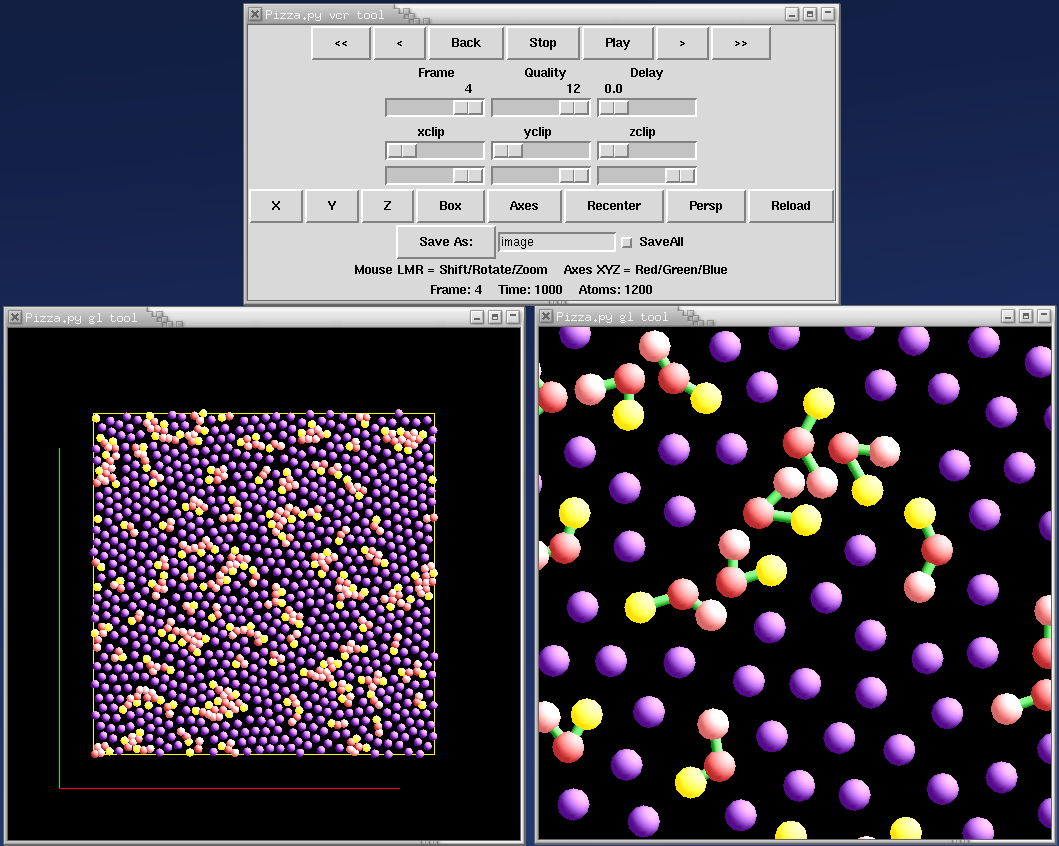 Pizza.py vcr tool
<< < Back Stop Play > >>
Frame Quality Delay
4 12 0.0
xclip yclip zclip
X Y Z Box Axes Recenter Persp Reload
Save As: image SaveAll
Mouse LMR = Shift/Rotate/Zoom Axes XYZ = Red/Green/Blue
Frame: 4 Time: 1000 Atoms: 1200
Pizza.py gl tool
Pizza.py gl tool